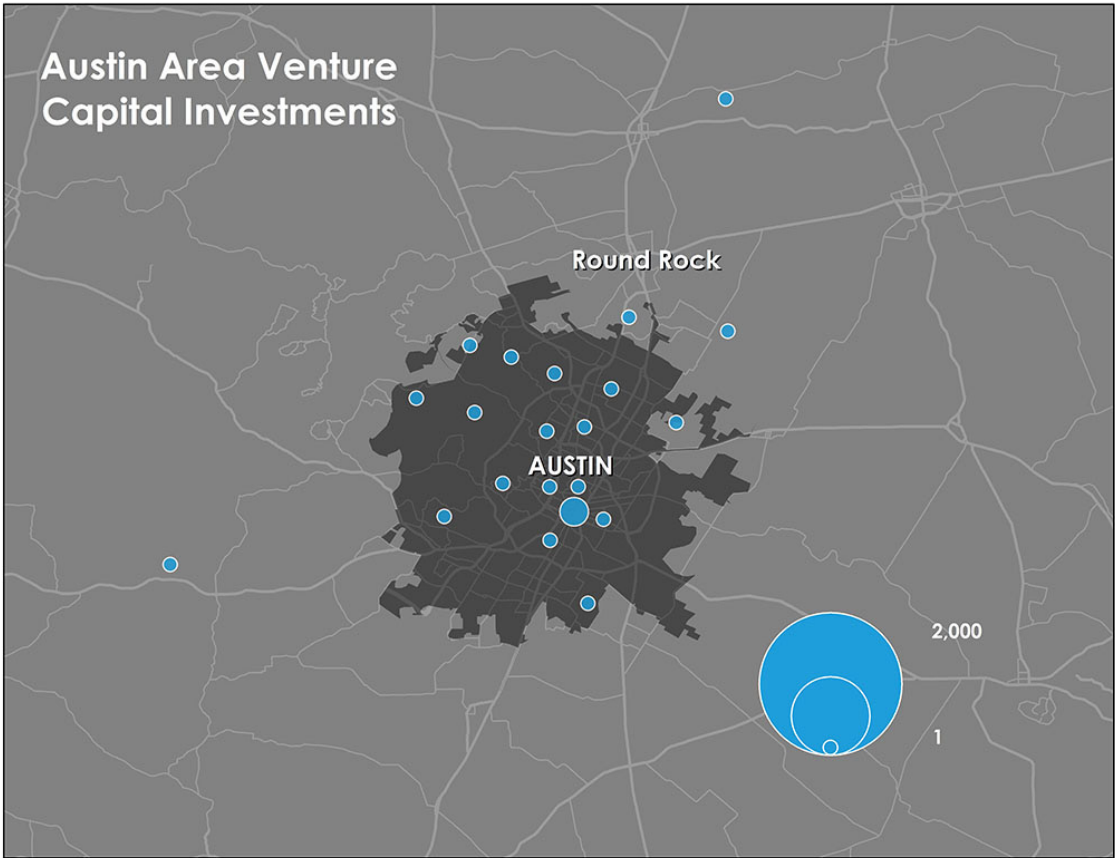 Austin Area Venture
Capital Investments
Round Rock
AUSTIN
2,000
1